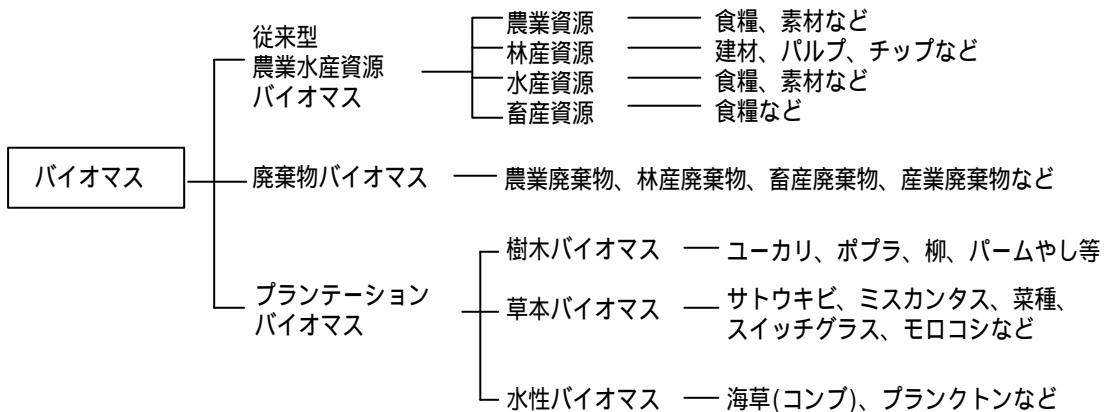 バイオマス
従来型
農業水産資源
バイオマス
農業資源 食糧、素材など
林産資源 建材、パルプ、チップなど
水産資源 食糧、素材など
畜産資源 食糧など
廃棄物バイオマス 農業廃棄物、林産廃棄物、畜産廃棄物、産業廃棄物など
プランテーション
バイオマス
樹木バイオマス ユーカリ、ポプラ、柳、パームやし等
草本バイオマス サトウキビ、ミスカンタス、菜種、
スイッチグラス、モロコシなど
水性バイオマス 海草(コンブ)、プランクトンなど